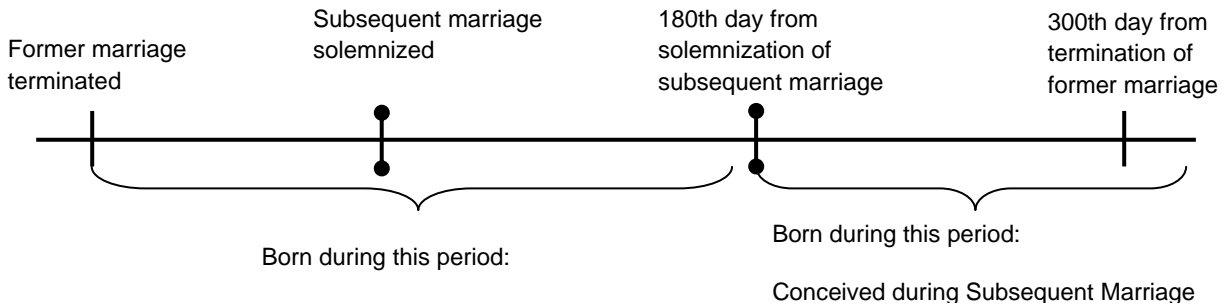 Former marriage
terminated
Subsequent marriage
solemnized
180th day from
solemnization of
subsequent marriage
300th day from
termination of
former marriage
Born during this period:
Born during this period:
Conceived during Subsequent Marriage